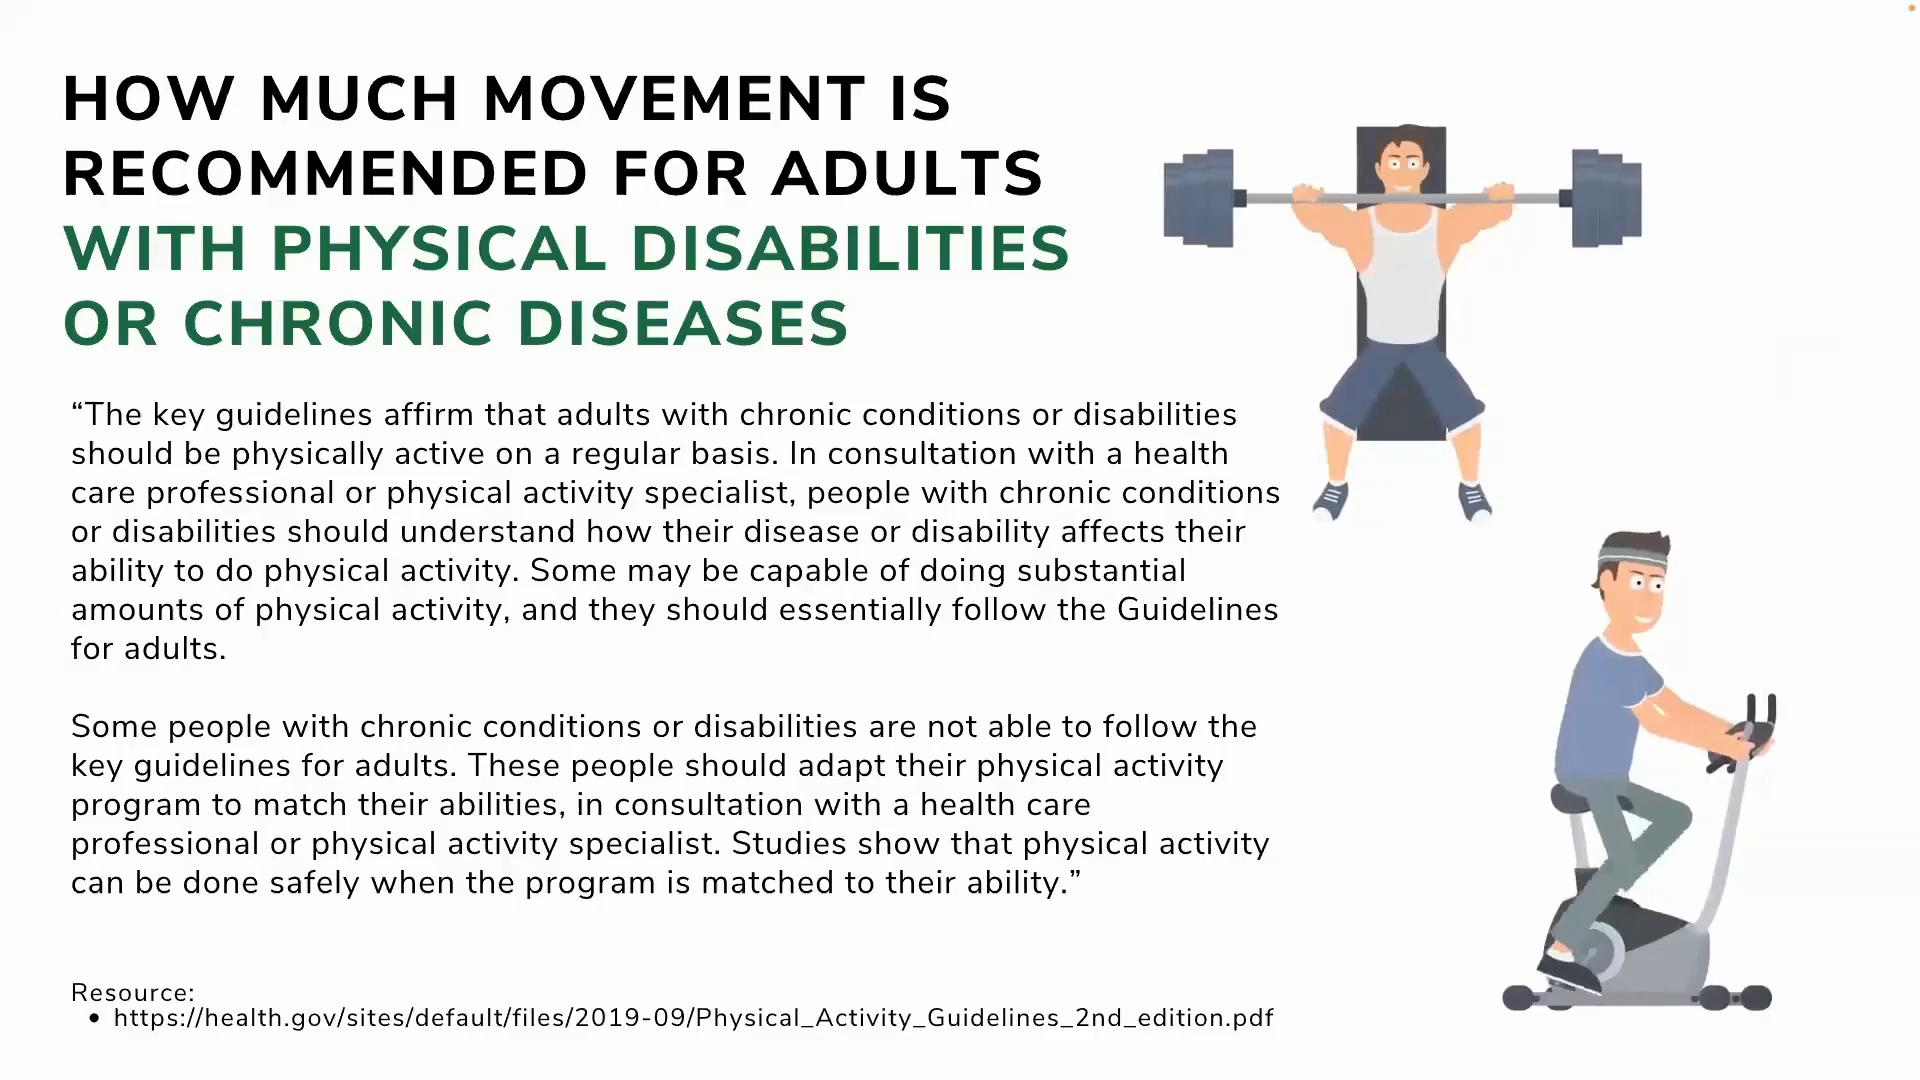 HOW MUCH MOVEMENT IS
RECOMMENDED FOR ADULTS
WITH PHYSICAL DISABILITIES
OR CHRONIC DISEASES
“The key guidelines affirm that adults with chronic conditions or disabilities
should be physically active on a regular basis. In consultation with a health
care professional or physical activity specialist, people with chronic conditions
or disabilities should understand how their disease or disability affects their
ability to do physical activity. Some may be capable of doing substantial
amounts of physical activity, and they should essentially follow the Guidelines
for adults.
Some people with chronic conditions or disabilities are not able to follow the
key guidelines for adults. These people should adapt their physical activity
program to match their abilities, in consultation with a health care
professional or physical activity specialist. Studies show that physical activity
can be done safely when the program is matched to their ability.”
Resource:
• https://health.gov/sites/default/files/2019-09/Physical_Activity_Guidelines_2nd_edition.pdf